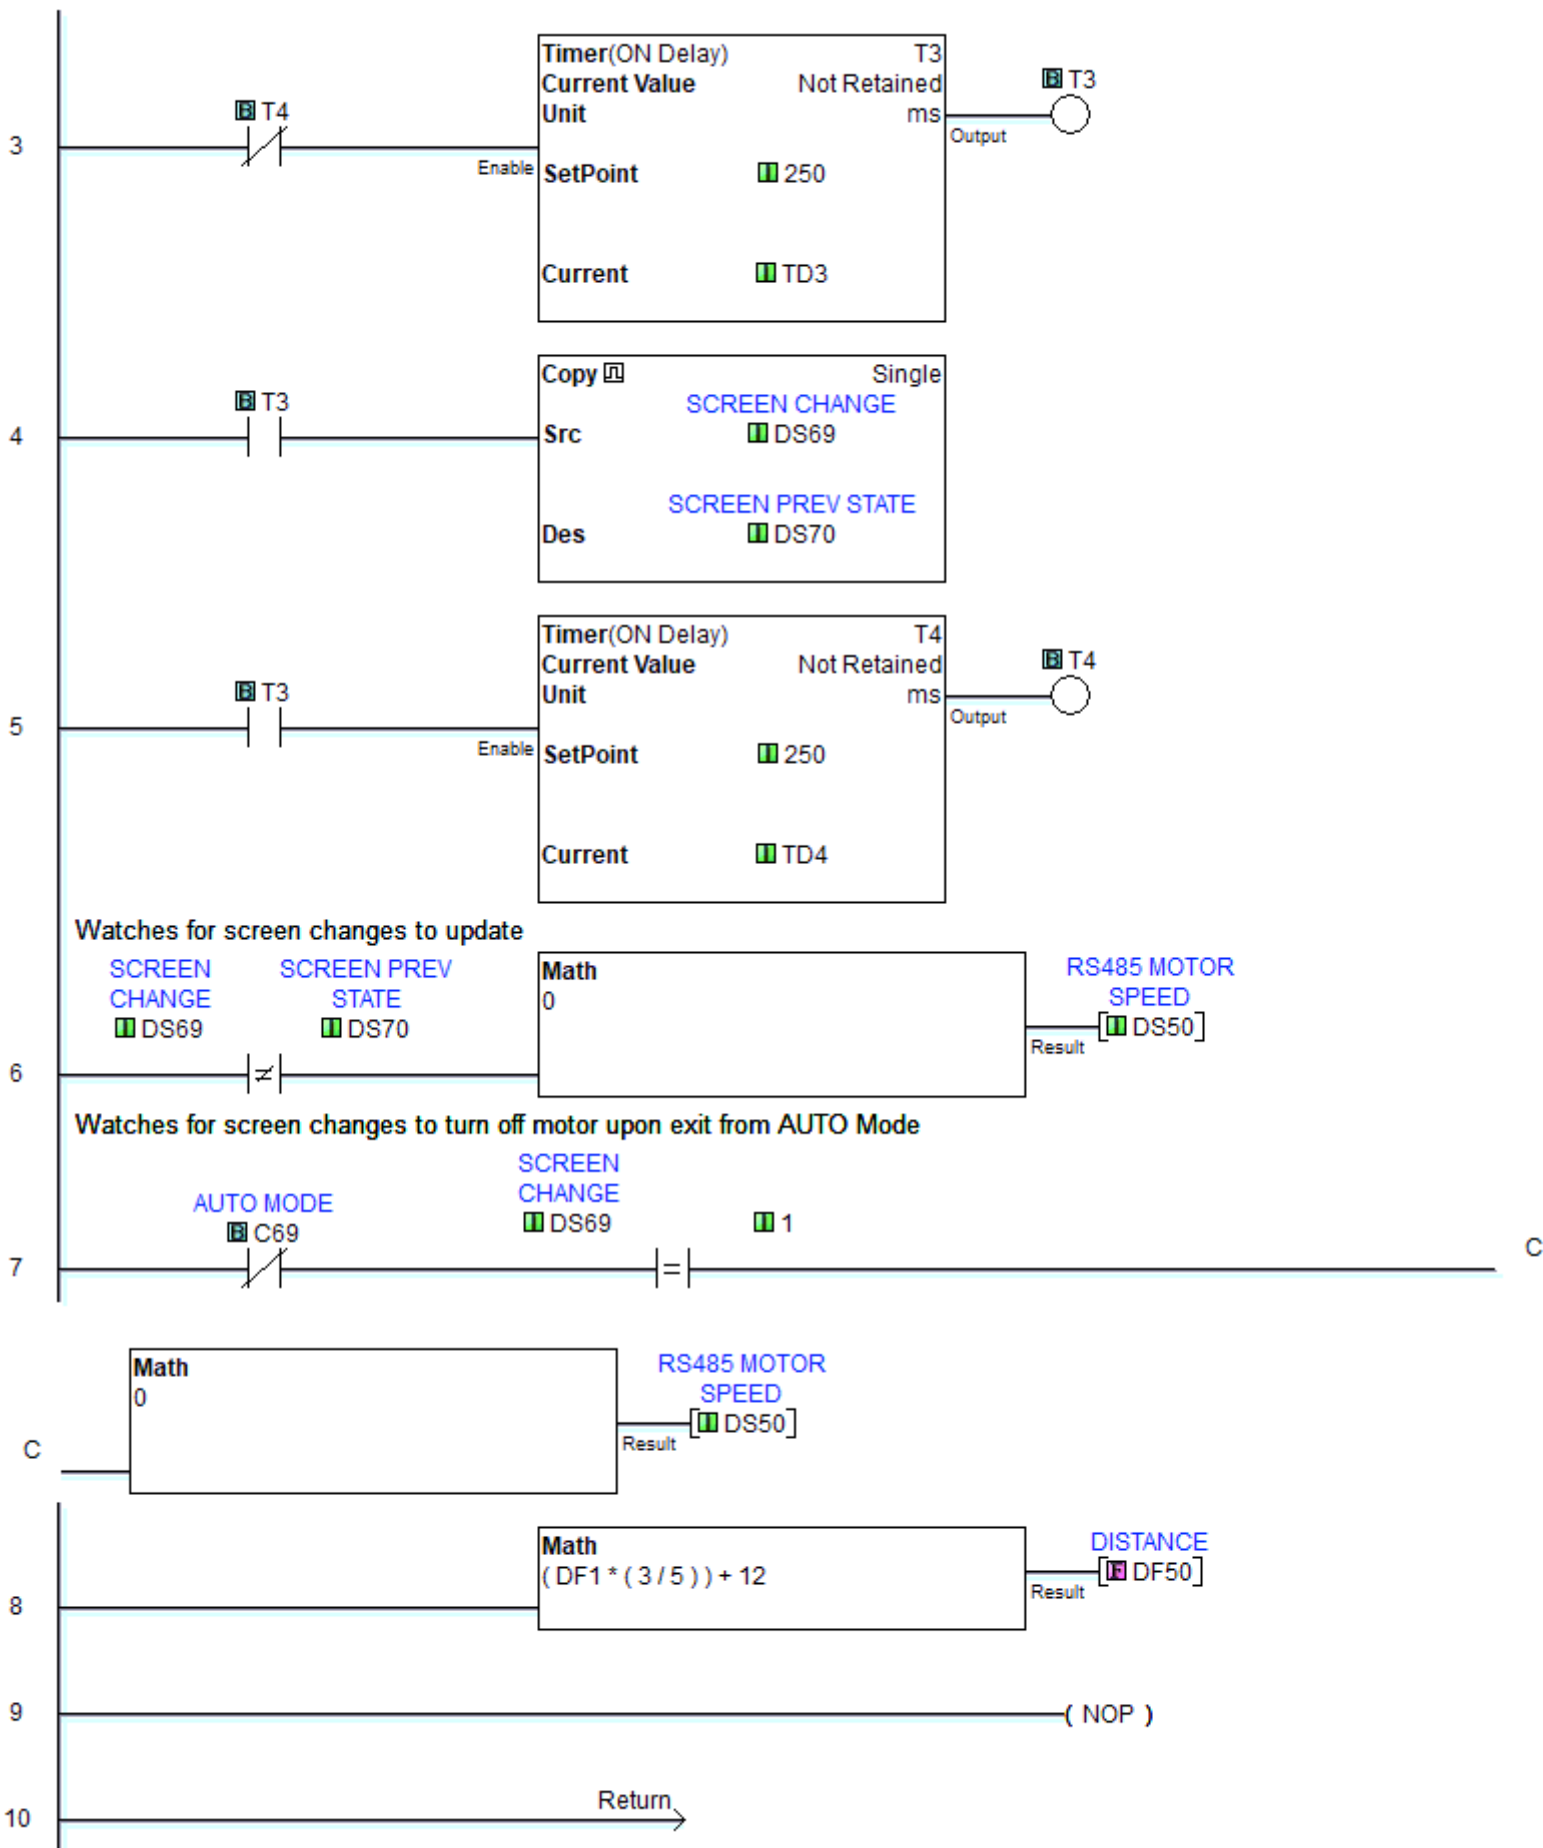 Timer(ON Delay) T3
Current Value Not Retained
Unit ms
B T3
Output
B T4
3
Enable
SetPoint 250
Current TD3
Copy Single
SCREEN CHANGE
Src DS69
SCREEN PREV STATE
Des DS70
B T3
4
Timer(ON Delay) T4
Current Value Not Retained
Unit ms
B T4
Output
B T3
5
Enable
SetPoint 250
Current TD4
Watches for screen changes to update
SCREEN
CHANGE
DS69
SCREEN PREV
STATE
DS70
≠
6
Math
0
Result
RS485 MOTOR
SPEED
[DS50]
Watches for screen changes to turn off motor upon exit from AUTO Mode
AUTO MODE
B C69
SCREEN
CHANGE
DS69
1
=
7
C
C
Math
0
Result
RS485 MOTOR
SPEED
[DS50]
8
Math
( DF1 * ( 3 / 5 ) ) + 12
Result
DISTANCE
[F DF50]
9
( NOP )
10
Return